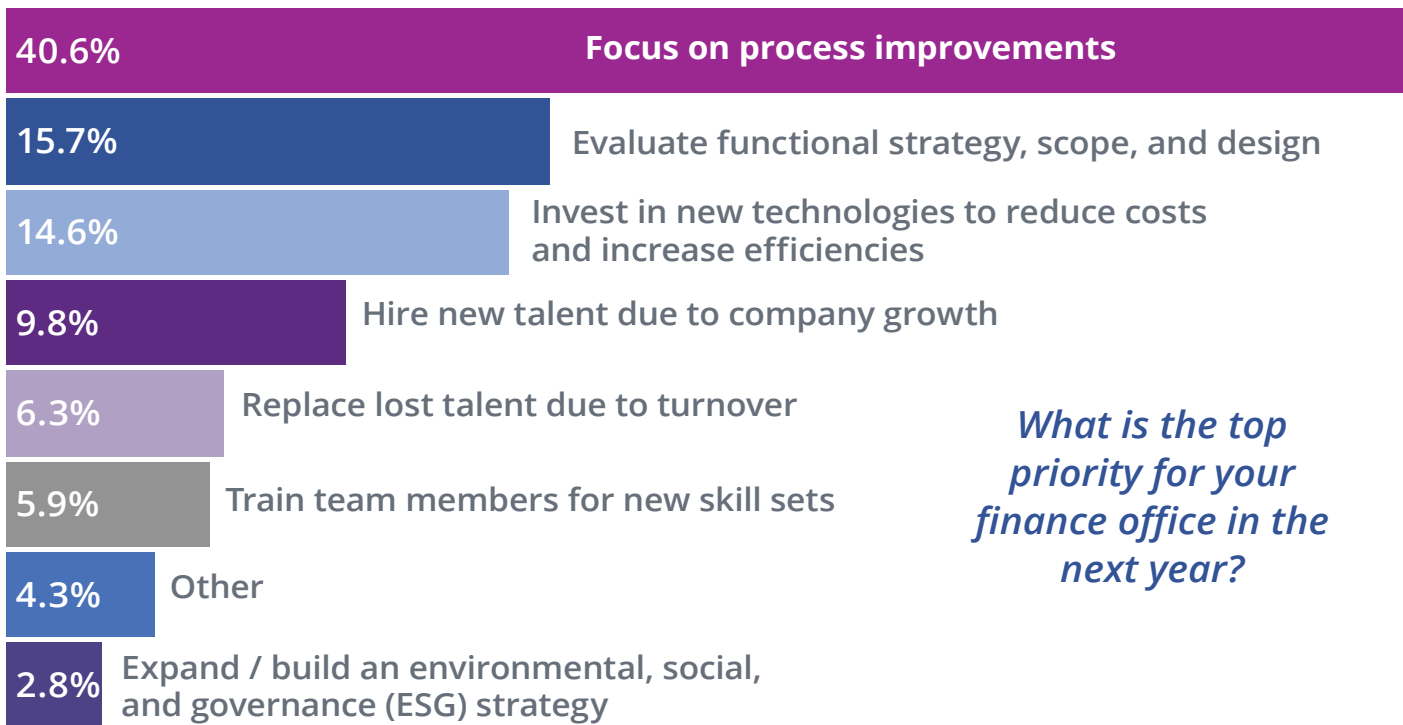 40.6%
Focus on process improvements
15.7%
Evaluate functional strategy, scope, and design
14.6%
Invest in new technologies to reduce costs
and increase efficiencies
9.8%
Hire new talent due to company growth
6.3%
Replace lost talent due to turnover
5.9%
Train team members for new skill sets
4.3%
Other
2.8%
Expand / build an environmental, social,
and governance (ESG) strategy
What is the top
priority for your
finance office in the
next year?